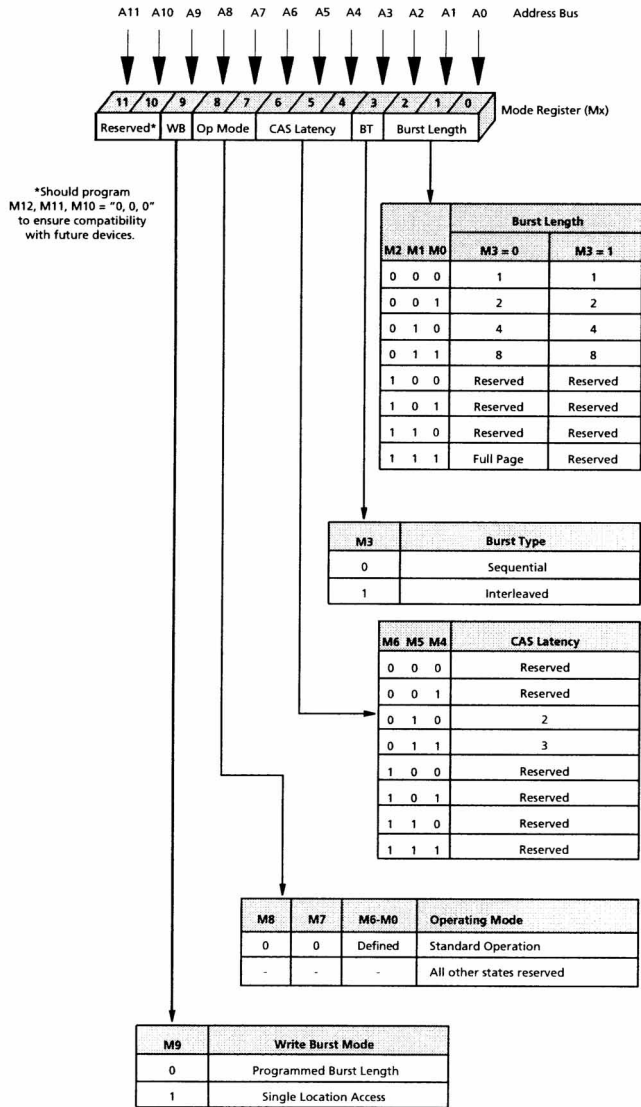 A11 A10 A9 A8 A7 A6 A5 A4 A3 A2 A1 A0 Address Bus
11 10 9 8 7 6 5 4 3 2 1 0
Mode Register (Mx)
Reserved* WB Op Mode CAS Latency BT Burst Length
*Should program
M12, M11, M10 = "0, 0, 0"
to ensure compatibility
with future devices.
Burst Length
M2 M1 M0 M3 = 0 M3 = 1
0 0 0 1 1
0 0 1 2 2
0 1 0 4 4
0 1 1 8 8
1 0 0 Reserved Reserved
1 0 1 Reserved Reserved
1 1 0 Reserved Reserved
1 1 1 Full Page Reserved
M3 Burst Type
0 Sequential
1 Interleaved
M6 M5 M4 CAS Latency
0 0 0 Reserved
0 0 1 Reserved
0 1 0 2
0 1 1 3
1 0 0 Reserved
1 0 1 Reserved
1 1 0 Reserved
1 1 1 Reserved
M8 M7 M6-M0 Operating Mode
0 0 Defined Standard Operation
- - - All other states reserved
M9 Write Burst Mode
0 Programmed Burst Length
1 Single Location Access